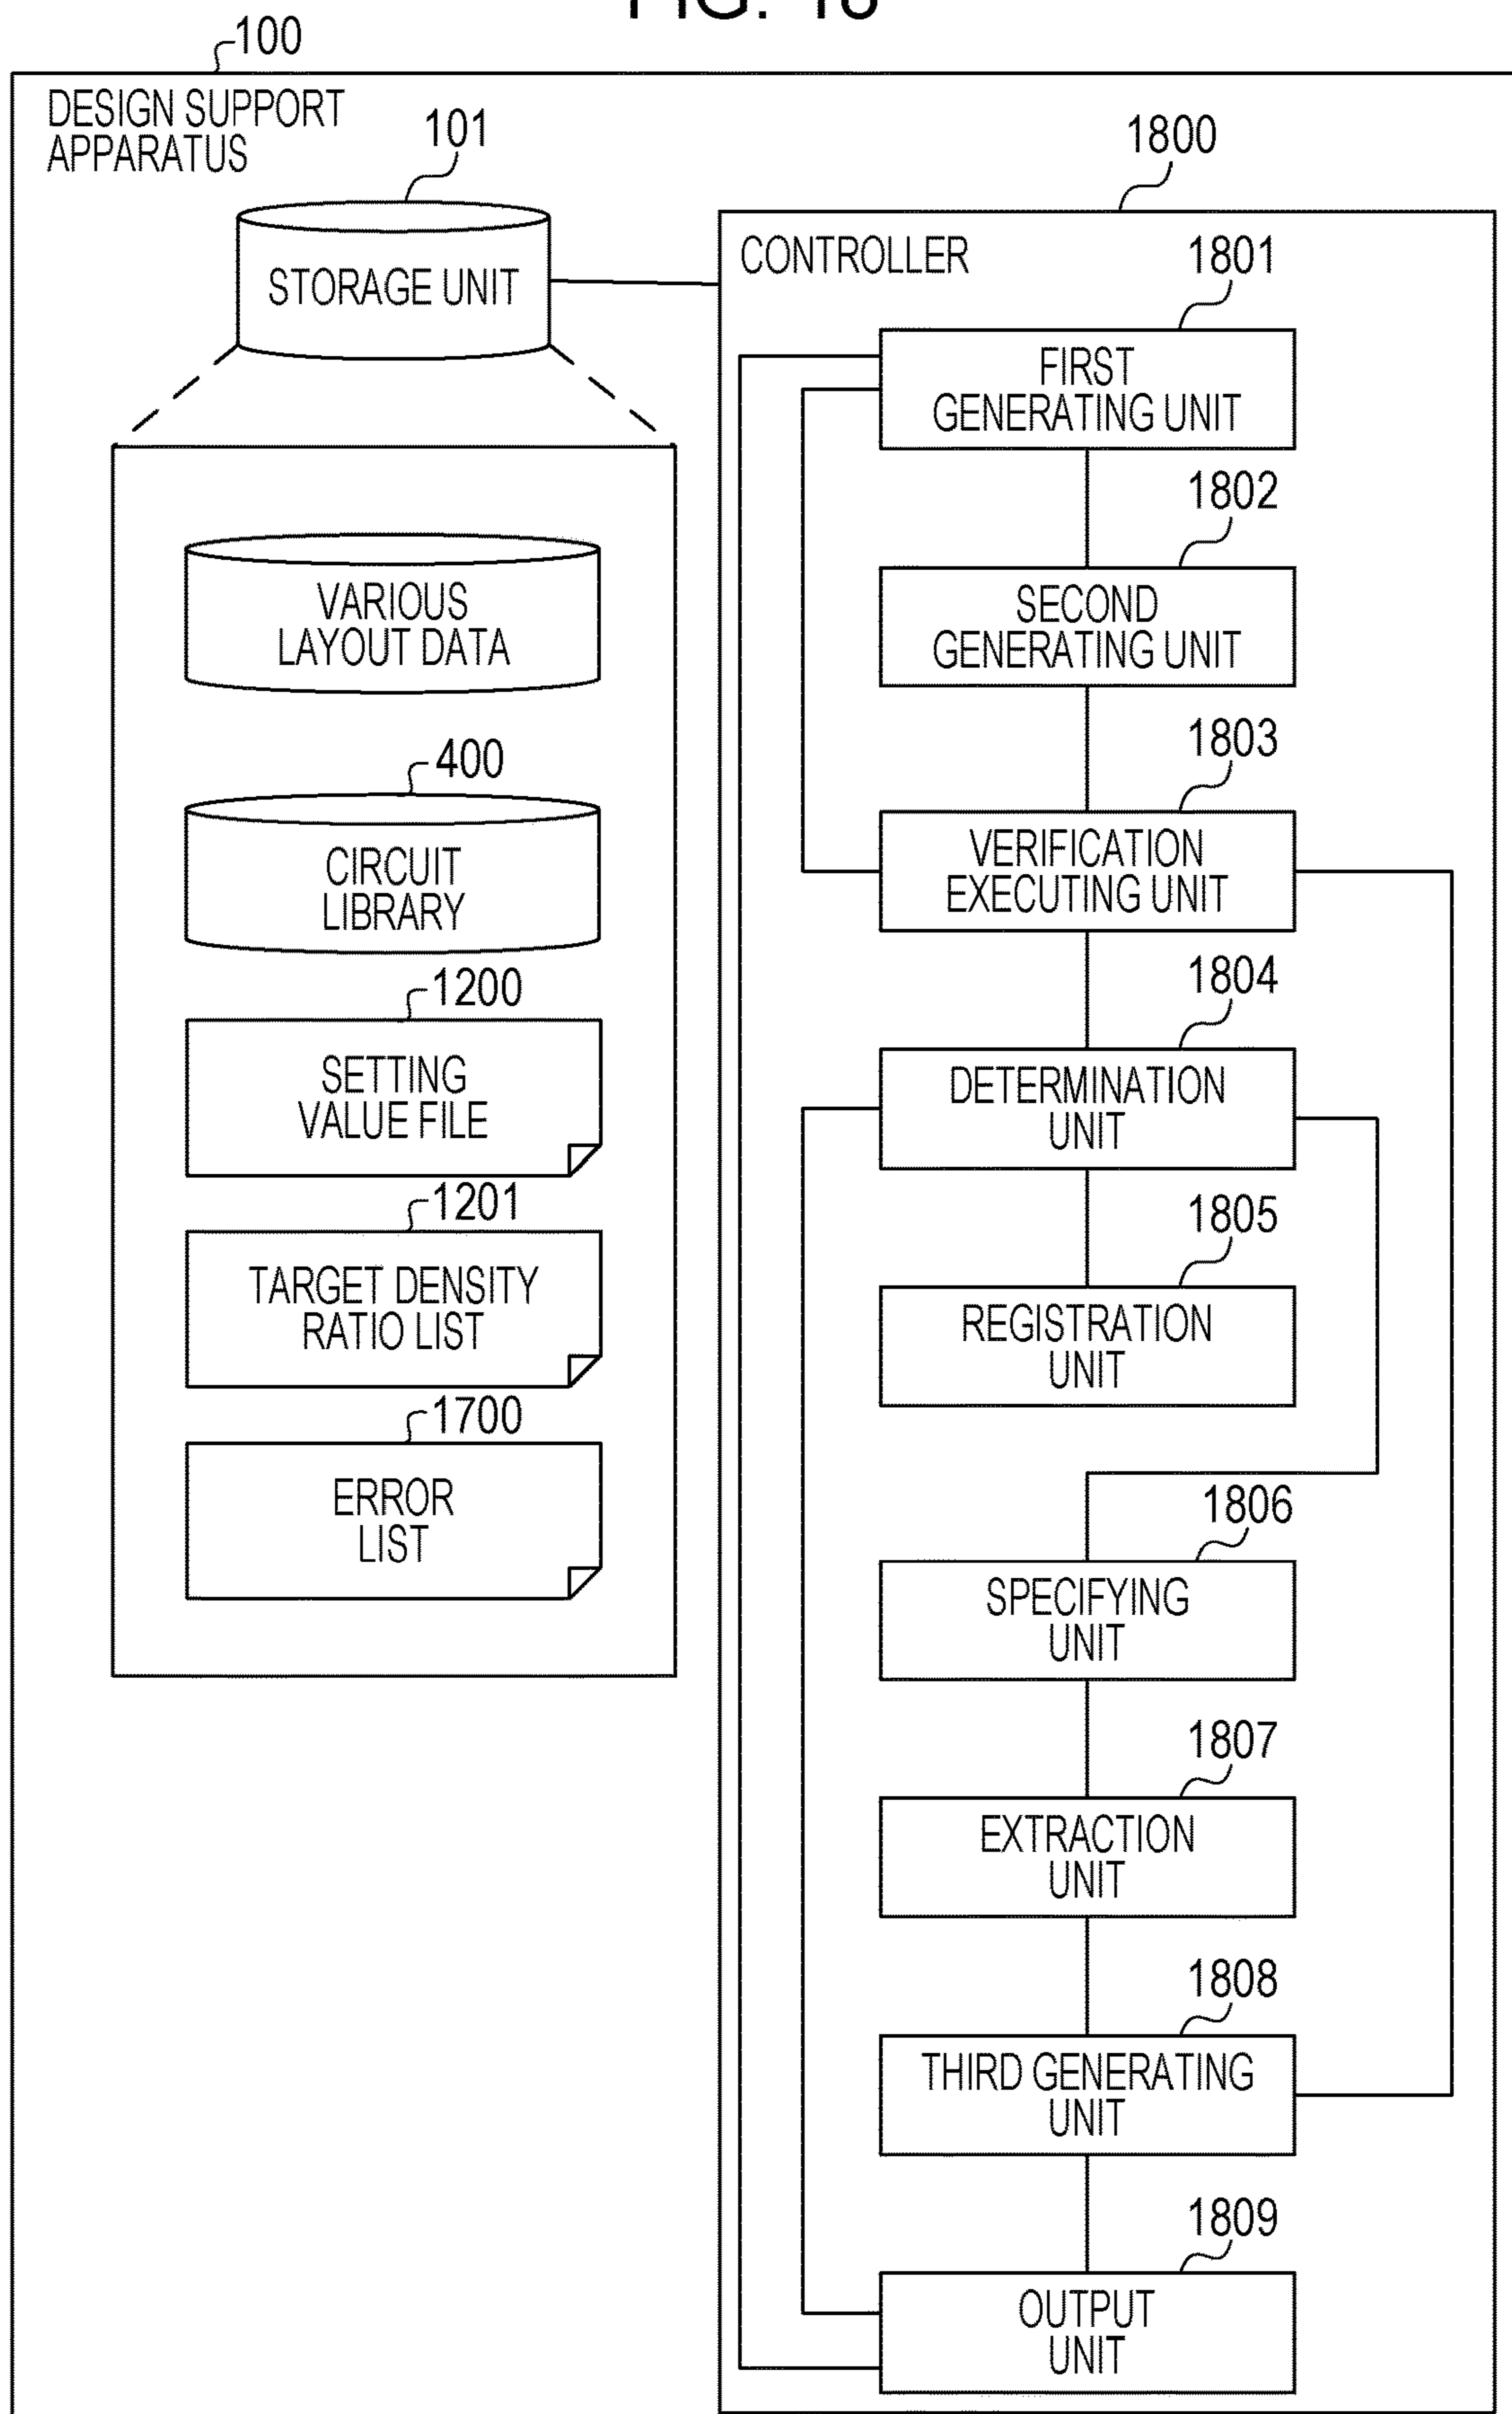 FIG. 18
100
DESIGN SUPPORT
APPARATUS
101
STORAGE UNIT
VARIOUS
LAYOUT DATA
400
CIRCUIT
LIBRARY
1200
SETTING
VALUE FILE
1201
TARGET DENSITY
RATIO LIST
1700
ERROR
LIST
1800
CONTROLLER
1801
FIRST
GENERATING UNIT
1802
SECOND
GENERATING UNIT
1803
VERIFICATION
EXECUTING UNIT
1804
DETERMINATION
UNIT
1805
REGISTRATION
UNIT
1806
SPECIFYING
UNIT
1807
EXTRACTION
UNIT
1808
THIRD GENERATING
UNIT
1809
OUTPUT
UNIT